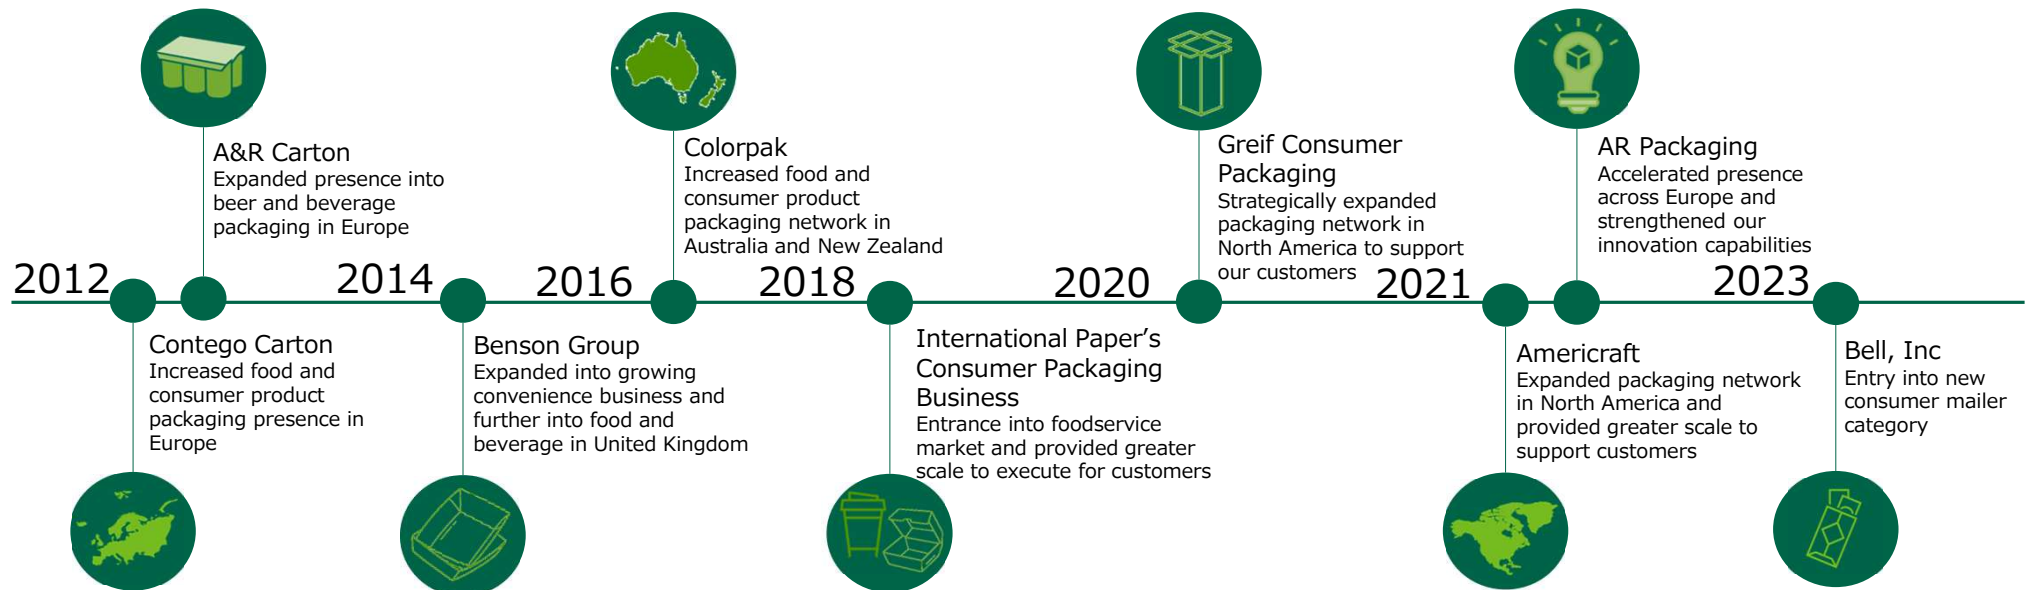 2012
A&R Carton
Expanded presence into
beer and beverage
packaging in Europe
Contego Carton
Increased food and
consumer product
packaging presence in
Europe
2014
Benson Group
Expanded into growing
convenience business and
further into food and
beverage in United Kingdom
2016
Colorpak
Increased food and
consumer product
packaging network in
Australia and New Zealand
2018
International Paper’s
Consumer Packaging
Business
Entrance into foodservice
market and provided greater
scale to execute for customers
2020
Greif Consumer
Packaging
Strategically expanded
packaging network in
North America to support
our customers
2021
Americraft
Expanded packaging network
in North America and
provided greater scale to
support customers
AR Packaging
Accelerated presence
across Europe and
strengthened our
innovation capabilities
2023
Bell, Inc
Entry into new
consumer mailer
category